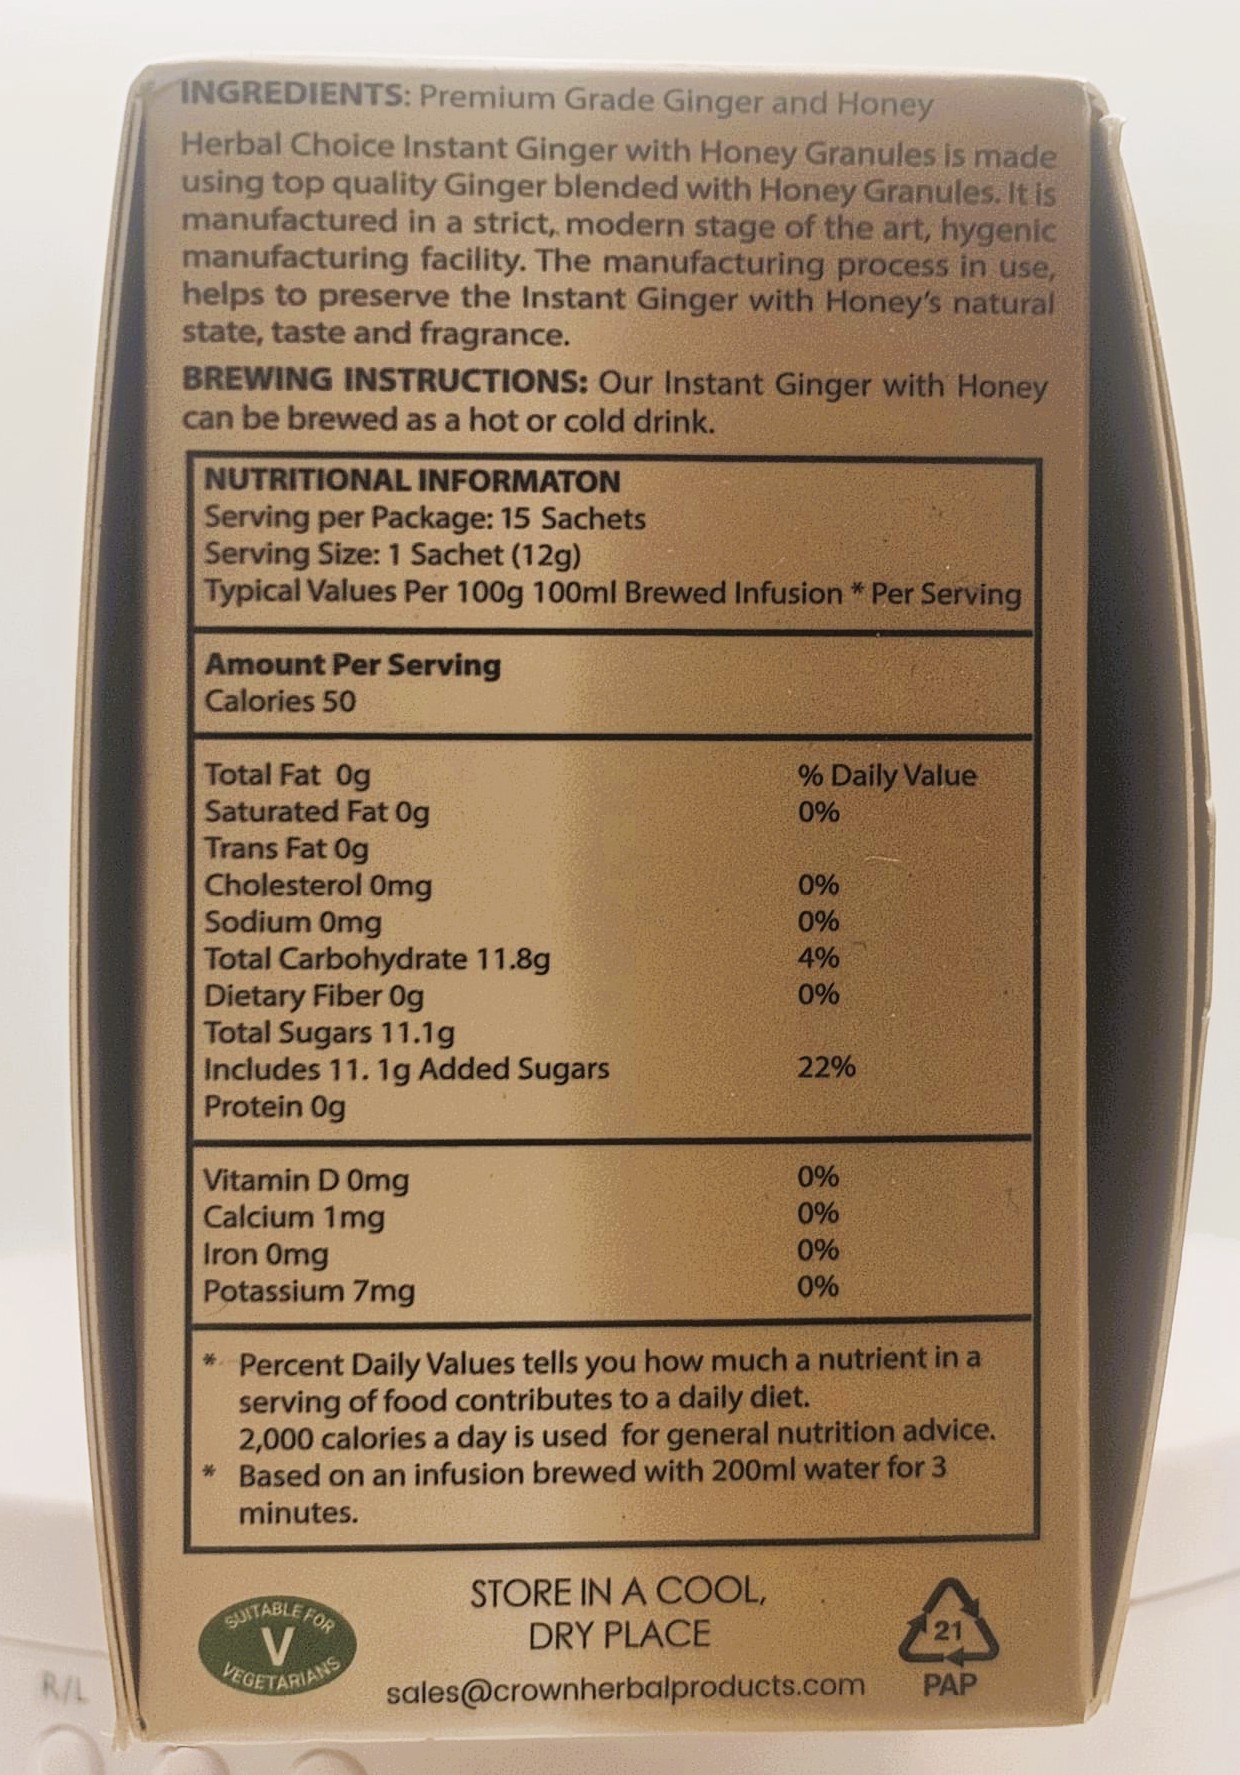 INGREDIENTS: Premium Grade Ginger and Honey
Herbal Choice Instant Ginger with Honey Granules is made
using top quality Ginger blended with Honey Granules. It is
manufactured in a strict, modern stage of the art, hygenic
manufacturing facility. The manufacturing process in use,
helps to preserve the Instant Ginger with Honey's natural
state, taste and fragrance.
BREWING INSTRUCTIONS: Our Instant Ginger with Honey
can be brewed as a hot or cold drink.
NUTRITIONAL INFORMATON
Serving per Package: 15 Sachets
Serving Size: 1 Sachet (12g)
Typical Values Per 100g 100ml Brewed Infusion * Per Serving
Amount Per Serving
Calories 50
Total Fat 0g % Daily Value
Saturated Fat 0g 0%
Trans Fat 0g
Cholesterol 0mg 0%
Sodium 0mg 0%
Total Carbohydrate 11.8g 4%
Dietary Fiber 0g 0%
Total Sugars 11.1g
Includes 11. 1g Added Sugars 22%
Protein 0g
Vitamin D 0mg 0%
Calcium 1mg 0%
Iron 0mg 0%
Potassium 7mg 0%
* Percent Daily Values tells you how much a nutrient in a
serving of food contributes to a daily diet.
2,000 calories a day is used for general nutrition advice.
* Based on an infusion brewed with 200ml water for 3
minutes.
SUITABLE FOR
V
VEGETARIANS
STORE IN A COOL,
DRY PLACE
sales@crownherbalproducts.com
21
PAP
R/L